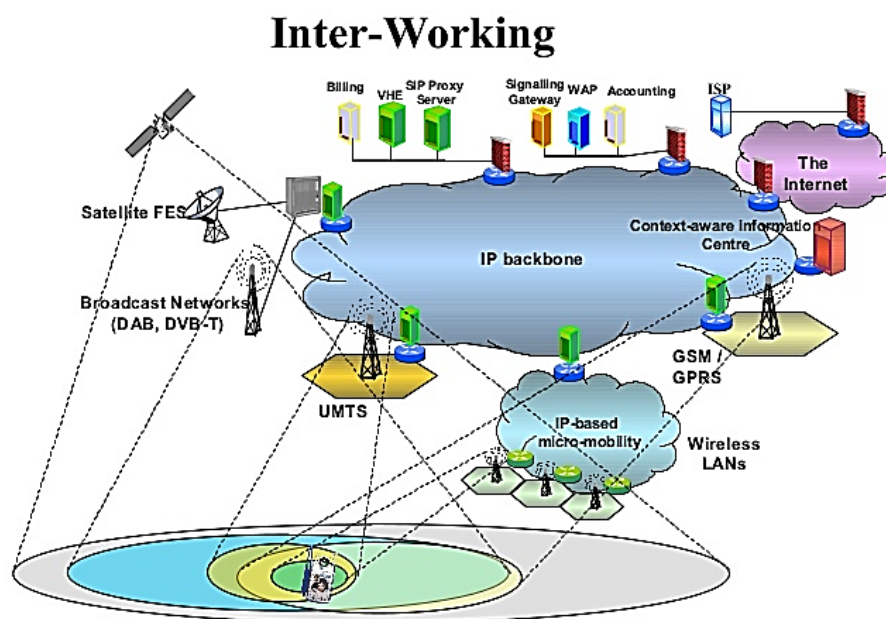 Inter-Working
Billing
VHE
SIP Proxy
Server
Signalling
Gateway
WAP
Accounting
ISP
The
Internet
Satellite FES
Context-aware Information
Centre
IP backbone
Broadcast Networks
(DAB, DVB-T)
GSM /
GPRS
UMTS
IP-based
micro-mobility
Wireless
LANs